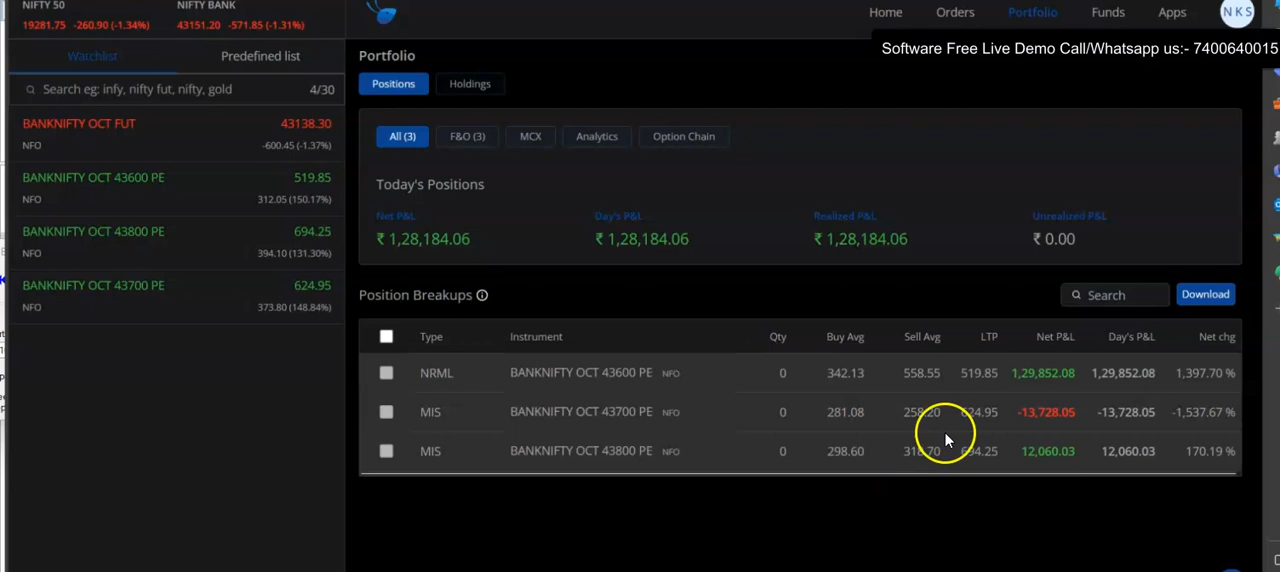 NIFTY 50 NIFTY BANK
19281.75 -260.90 (-1.34%) 43151.20 -571.85 (-1.31%)
Home Orders Portfolio Funds Apps NKS
Software Free Live Demo Call/Whatsapp us:- 7400640015
Watchlist Predefined list
Search eg: infy, nifty fut, nifty, gold 4/30
BANKNIFTY OCT FUT 43138.30
NFO -600.45 (-1.37%)
BANKNIFTY OCT 43600 PE 519.85
NFO 312.05 (150.17%)
BANKNIFTY OCT 43800 PE 694.25
NFO 394.10 (131.30%)
BANKNIFTY OCT 43700 PE 624.95
NFO 373.80 (148.84%)
Portfolio
Positions Holdings
All (3) F&O (3) MCX Analytics Option Chain
Today's Positions
Net P&L Day's P&L Realized P&L Unrealized P&L
₹ 1,28,184.06 ₹ 1,28,184.06 ₹ 1,28,184.06 ₹ 0.00
Position Breakups Search Download
Type Instrument Qty Buy Avg Sell Avg LTP Net P&L Day's P&L Net chg
NRML BANKNIFTY OCT 43600 PE NFO 0 342.13 558.55 519.85 1,29,852.08 1,29,852.08 1,397.70 %
MIS BANKNIFTY OCT 43700 PE NFO 0 281.08 258.20 624.95 -13,728.05 -13,728.05 -1,537.67 %
MIS BANKNIFTY OCT 43800 PE NFO 0 298.60 318.70 694.25 12,060.03 12,060.03 170.19 %